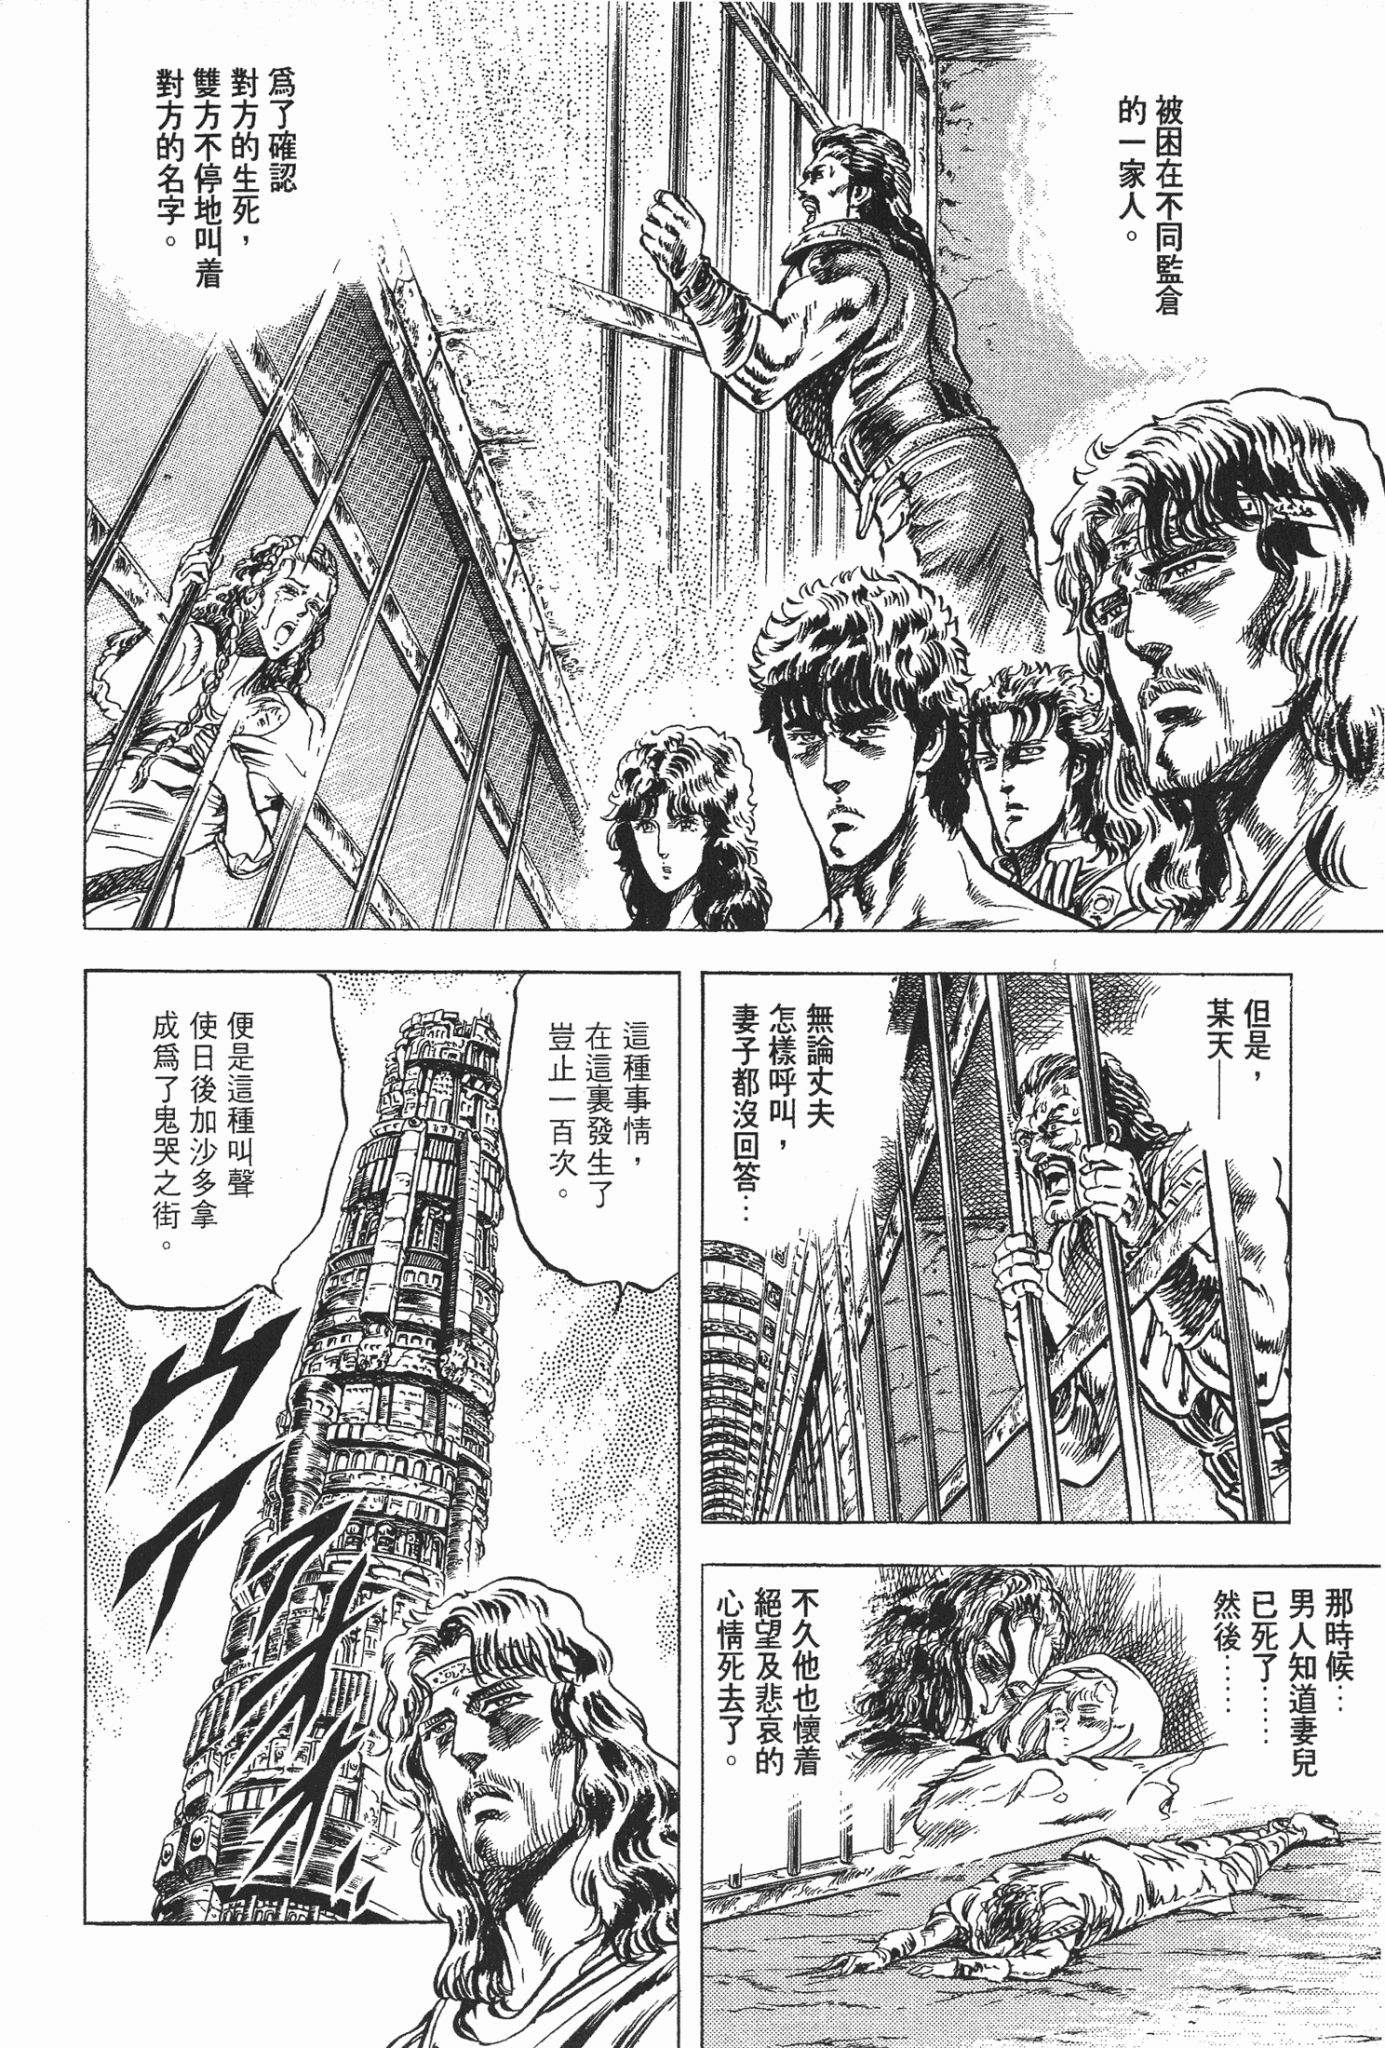 被困在不同監倉
的一家人。
爲了確認
對方的生死，
雙方不停地叫着
對方的名字。
但是，
某天——
無論丈夫
怎樣呼叫，
妻子都沒回答…
那時候…
男人知道妻兒
已死了……
然後……
不久他也懷着
絕望及悲哀的
心情死去了。
這種事情，
在這裏發生了
豈止一百次。
便是這種叫聲
使日後加沙多拿
成爲了鬼哭之街。